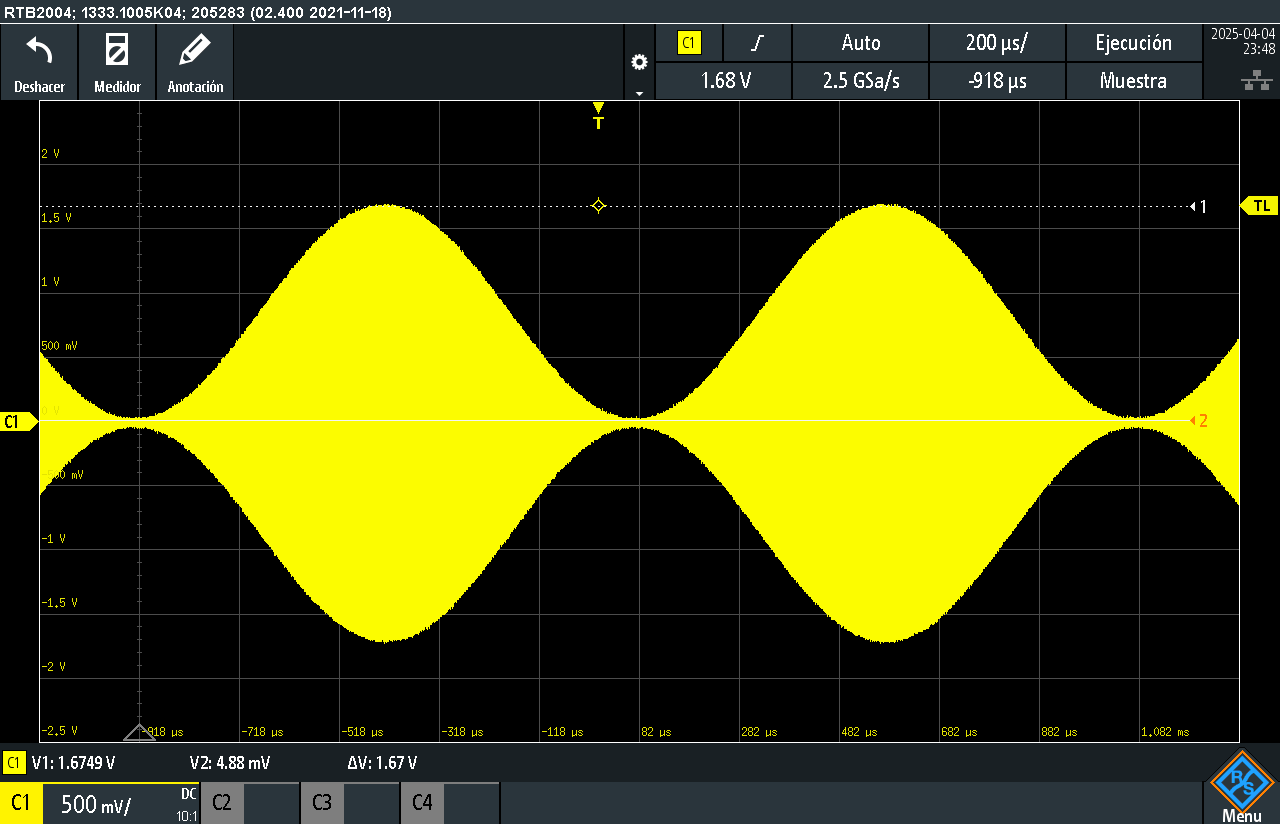 RTB2004; 1333.1005K04; 205283 (02.400 2021-11-18)
Deshacer
Medidor
Anotación
C1
Auto
200 µs/
Ejecución
1.68 V
2.5 GSa/s
-918 µs
Muestra
2025-04-04
23:48
T
2 V
1.5 V
1
TL
1 V
500 mV
0 V
C1
2
-500 mV
-1 V
-1.5 V
-2 V
-2.5 V
-918 µs
-718 µs
-518 µs
-318 µs
-118 µs
82 µs
282 µs
482 µs
682 µs
882 µs
1.082 ms
C1 V1: 1.6749 V V2: 4.88 mV ΔV: 1.67 V
C1 500 mV/ DC 10:1
C2
C3
C4
R S
Menu